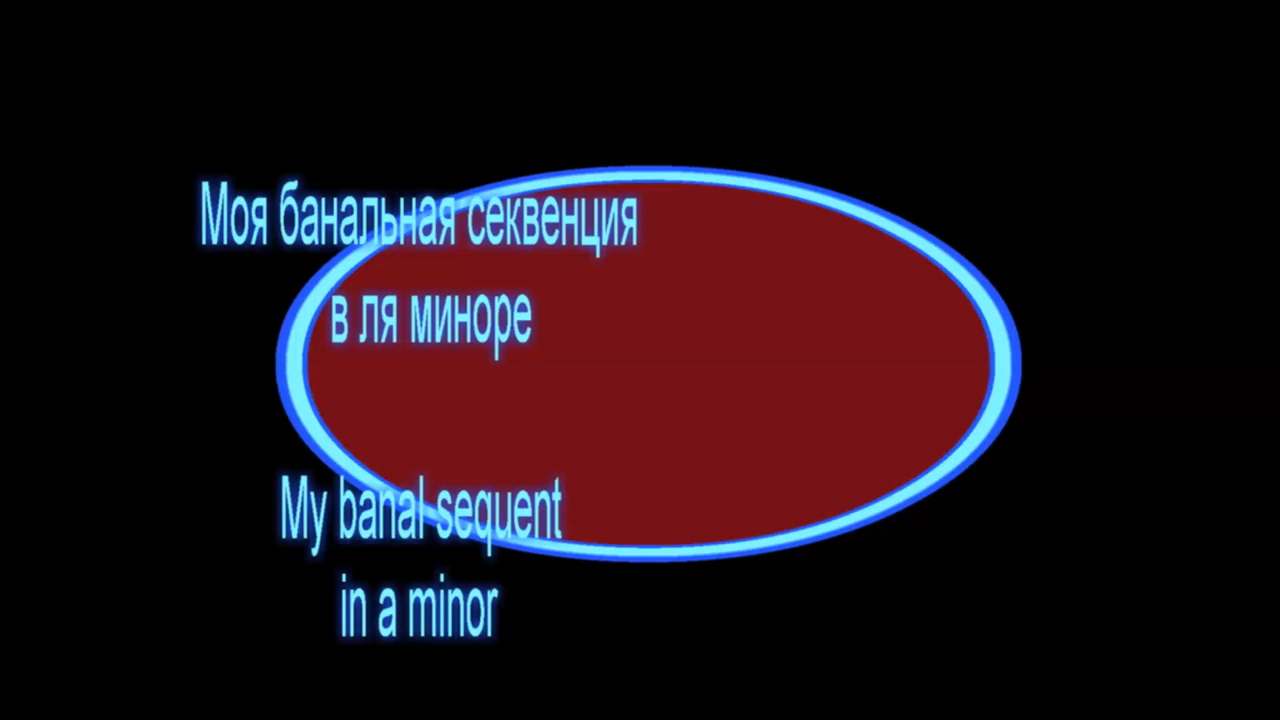 Моя банальная секвенция
в ля миноре
My banal sequent
in a minor